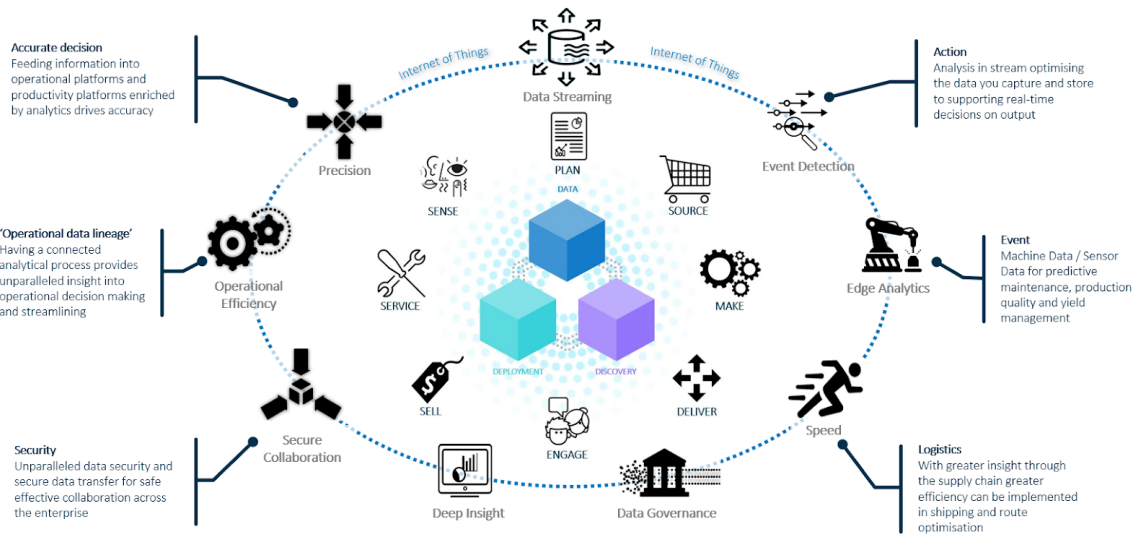 Accurate decision
Feeding information into
operational platforms and
productivity platforms enriched
by analytics drives accuracy
Internet of Things
Internet of Things
Data Streaming
Action
Analysis in stream optimising
the data you capture and store
to supporting real-time
decisions on output
Precision
Event Detection
PLAN
SENSE
SOURCE
DATA
'Operational data lineage'
Having a connected
analytical process provides
unparalleled insight into
operational decision making
and streamlining
Operational
Efficiency
SERVICE
MAKE
Edge Analytics
Event
Machine Data / Sensor
Data for predictive
maintenance, production
quality and yield
management
DEPLOYMENT
DISCOVERY
SELL
DELIVER
Speed
Secure
Collaboration
ENGAGE
Security
Unparalleled data security and
secure data transfer for safe
effective collaboration across
the enterprise
Deep Insight
Data Governance
Logistics
With greater insight through
the supply chain greater
efficiency can be implemented
in shipping and route
optimisation